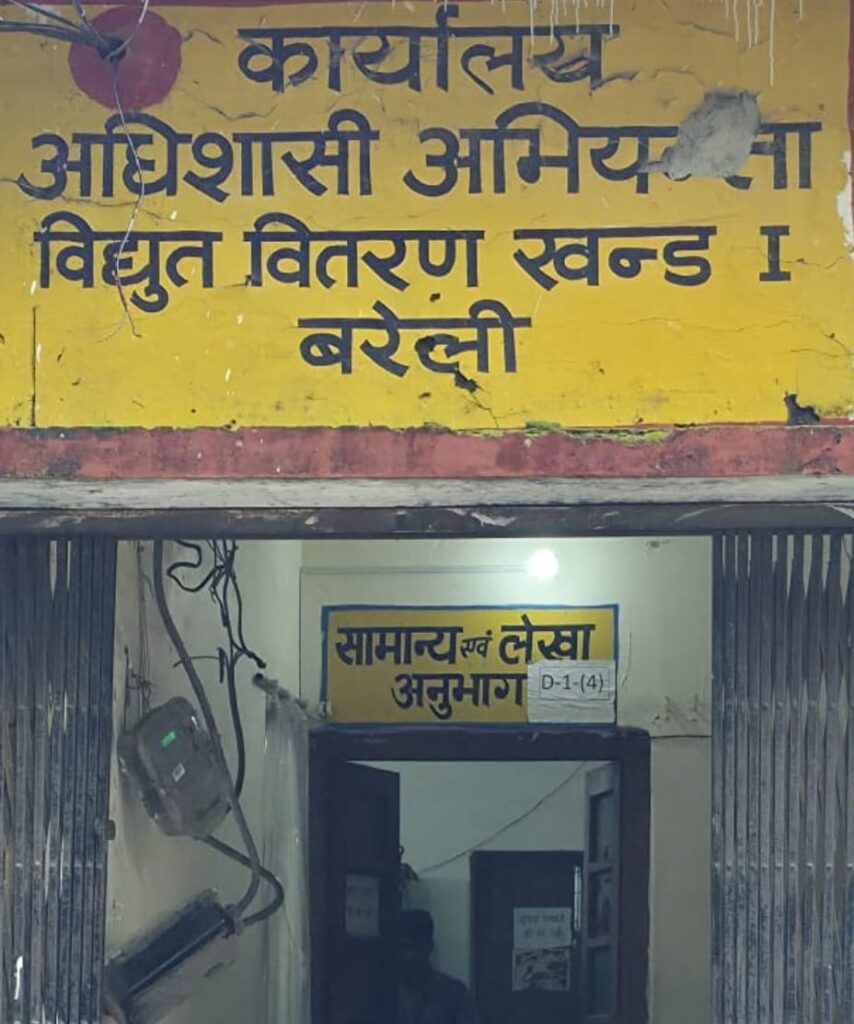 कार्यालय
अधिशासी अभियन्ता
विद्युत वितरण खन्ड I
बरेली
सामान्य एवं लेखा
अनुभाग
D-1-(4)